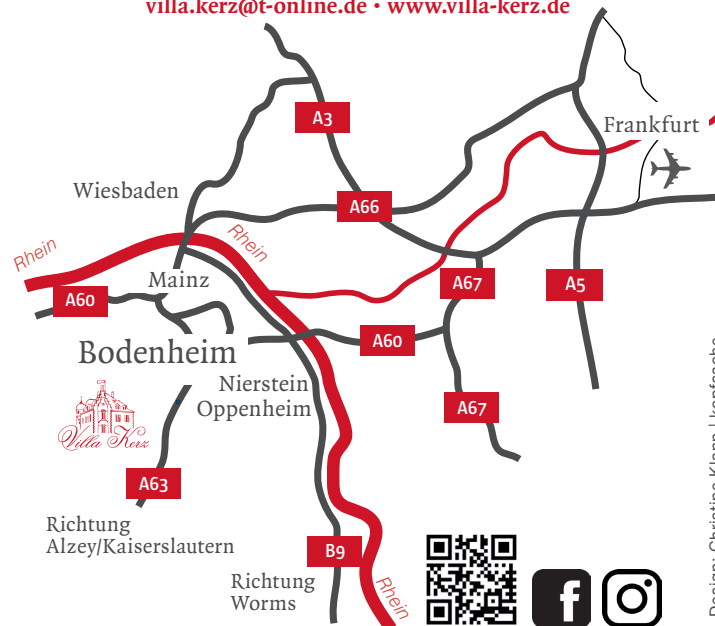 villa.kerz@t-online.de • www.villa-kerz.de
A3
Frankfurt
Wiesbaden
A66
Rhein
Rhein
Mainz
A67
A5
A60
Bodenheim
A60
Nierstein
Oppenheim
A67
Villa Kerz
A63
Richtung
Alzey/Kaiserslautern
B9
Richtung
Worms
Rhein